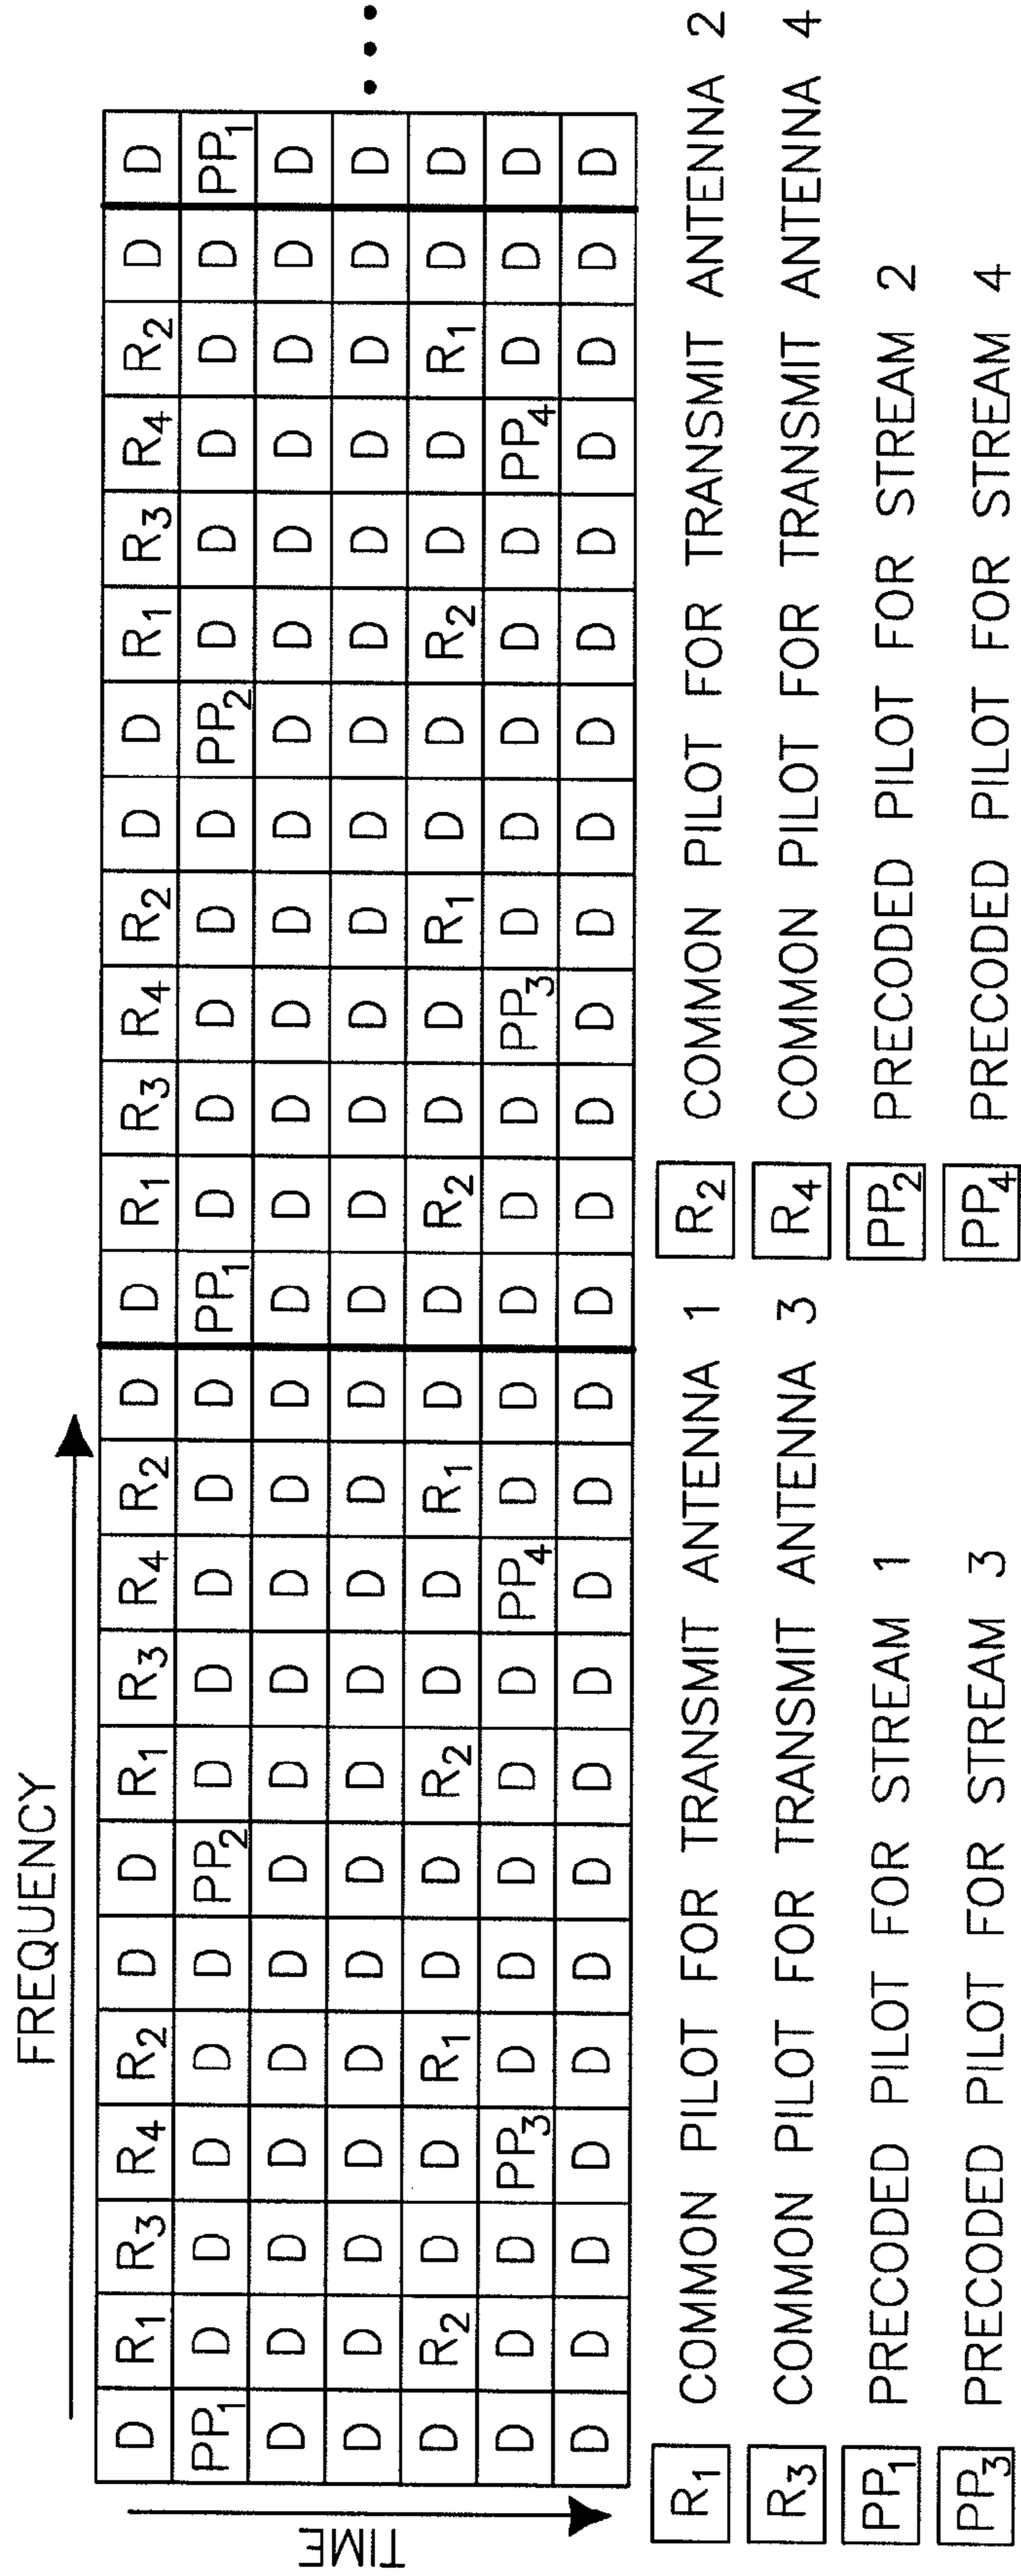 FREQUENCY
TIME
D R₁ R₃ R₄ R₂ D D R₁ R₃ R₄ R₂ D D R₁ R₃ R₄ R₂ D D R₁ R₃ R₄ R₂ D D
PP₁ D D D D D PP₂ D D D D D PP₁ D D D D D PP₂ D D D D D PP₁
D D D D D D D D D D D D D D D D D D D D D D D D D
D D D D D D D D D D D D D D D D D D D D D D D D D • • •
D R₂ D D R₁ D D R₂ D D R₁ D D R₂ D D R₁ D D R₂ D D R₁ D D
D D D PP₃ D D D D D PP₄ D D D D D PP₃ D D D D D PP₄ D D D
D D D D D D D D D D D D D D D D D D D D D D D D D
R₁ COMMON PILOT FOR TRANSMIT ANTENNA 1
R₂ COMMON PILOT FOR TRANSMIT ANTENNA 2
R₃ COMMON PILOT FOR TRANSMIT ANTENNA 3
R₄ COMMON PILOT FOR TRANSMIT ANTENNA 4
PP₁ PRECODED PILOT FOR STREAM 1
PP₂ PRECODED PILOT FOR STREAM 2
PP₃ PRECODED PILOT FOR STREAM 3
PP₄ PRECODED PILOT FOR STREAM 4